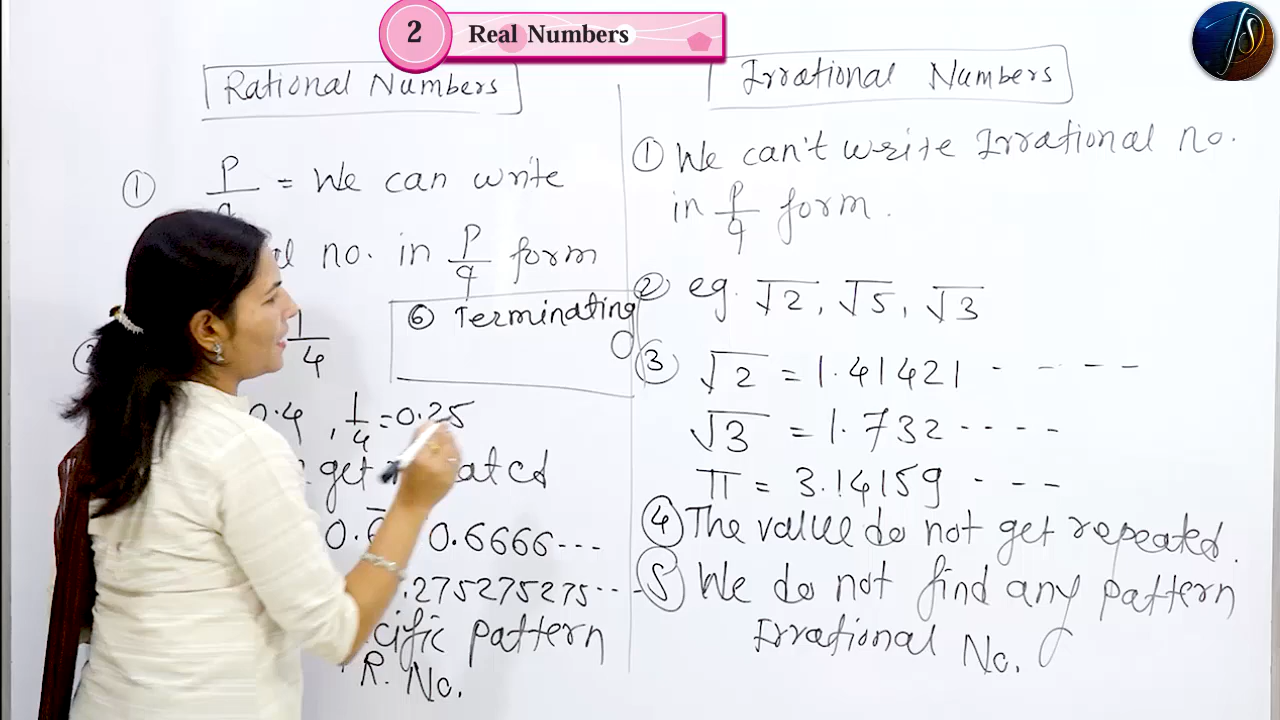 2 Real Numbers
Rational Numbers
① P = We can write
no. in P/q form
1/4
⑥ Terminating
0.4, 1/4 = 0.25
get
0.6666---
.275275275--
cific pattern
R. No.
Irrational Numbers
① We can't write Irrational no.
in P/q form.
② eg. √2, √5, √3
③ √2 = 1.41421 - - - -
√3 = 1.732 - - - -
π = 3.14159 - - -
④ The value do not get repeated.
⑤ We do not find any pattern
Irrational No.